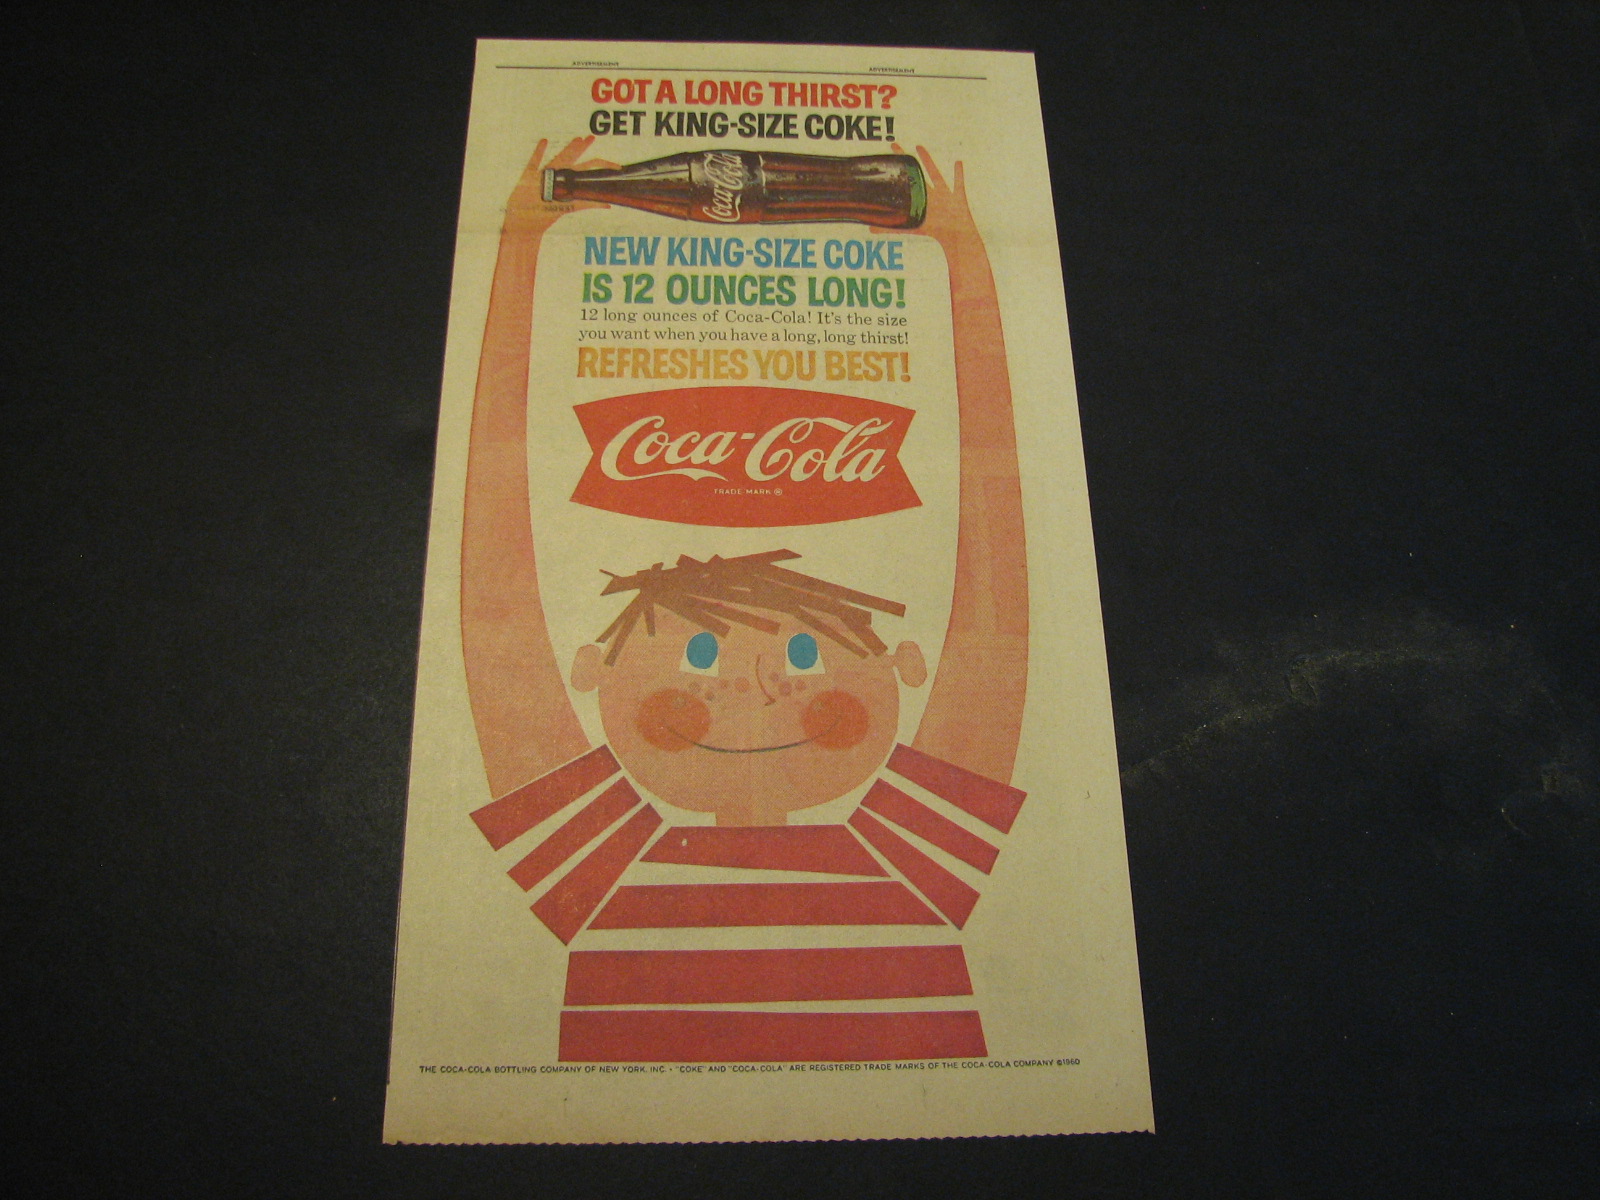 ADVERTISEMENT ADVERTISEMENT
GOT A LONG THIRST?
GET KING-SIZE COKE!
Coca-Cola
NEW KING-SIZE COKE
IS 12 OUNCES LONG!
12 long ounces of Coca-Cola! It's the size
you want when you have a long, long thirst!
REFRESHES YOU BEST!
Coca-Cola
TRADE MARK ®
THE COCA-COLA BOTTLING COMPANY OF NEW YORK, INC. • "COKE" AND "COCA-COLA" ARE REGISTERED TRADE MARKS OF THE COCA-COLA COMPANY ©1960